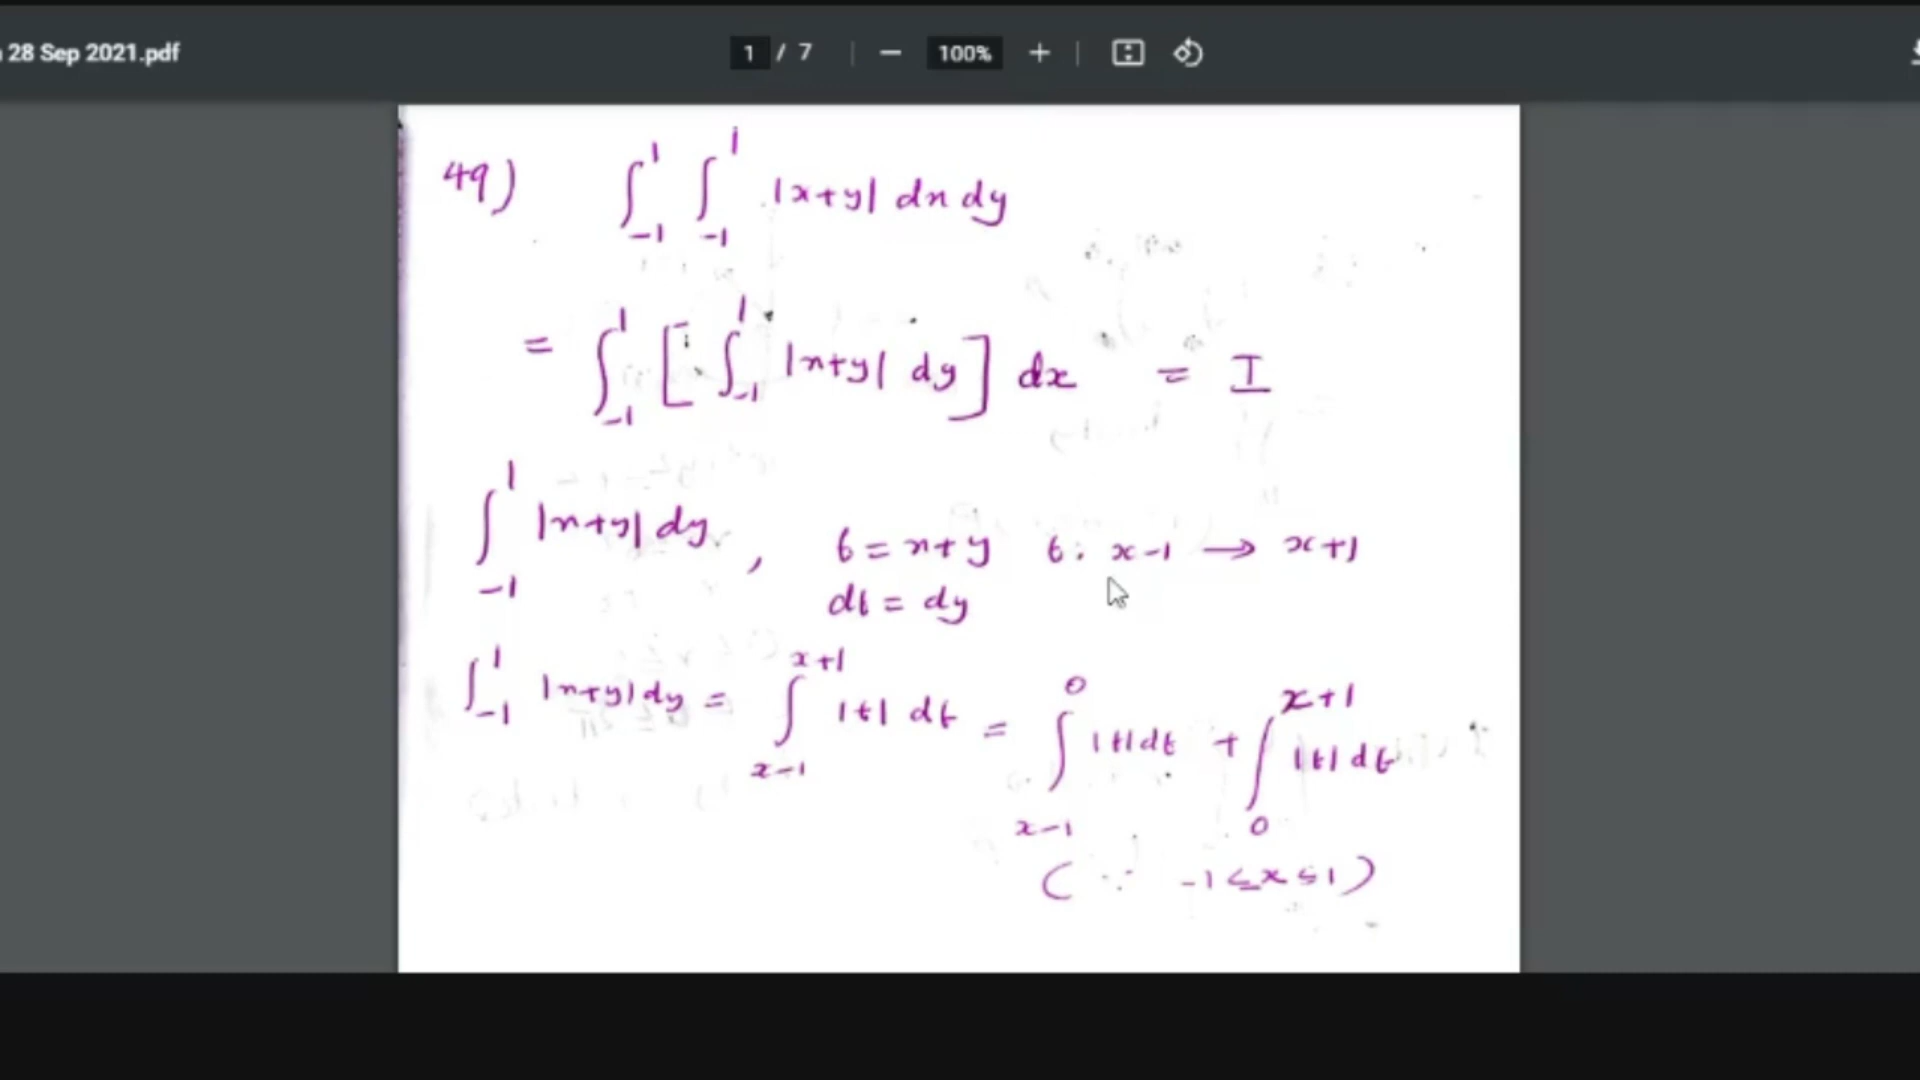 28 Sep 2021.pdf
1 / 7 − 100% +
49) ∫_{-1}^{1} ∫_{-1}^{1} |x+y| dx dy
= ∫_{-1}^{1} [ ∫_{-1}^{1} |x+y| dy ] dx = I
∫_{-1}^{1} |x+y| dy , t = x+y t : x-1 → x+1
dt = dy
∫_{-1}^{1} |x+y| dy = ∫_{x-1}^{x+1} |t| dt = ∫_{x-1}^{0} |t| dt + ∫_{0}^{x+1} |t| dt
(∵ -1 ≤ x ≤ 1)